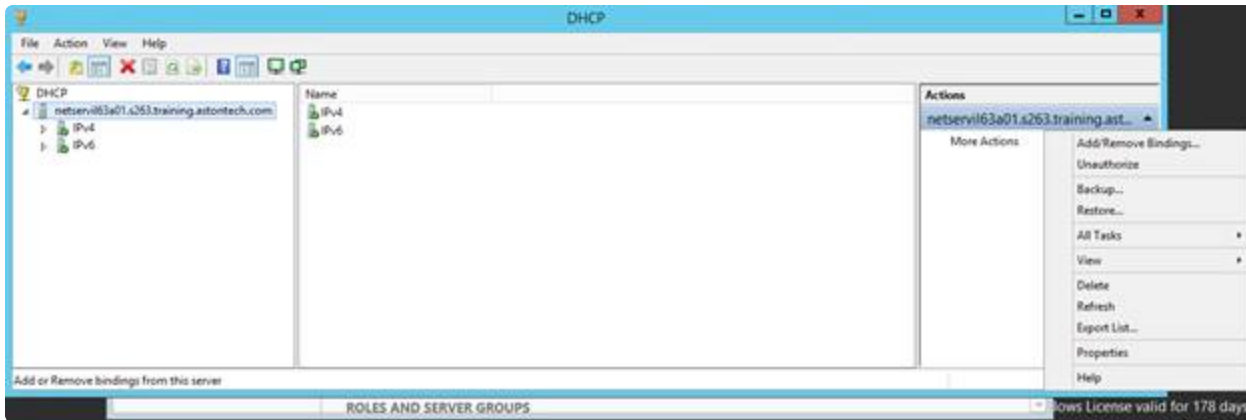 DHCP
File Action View Help
DHCP
netservil63a01.s263.training.astontech.com
IPv4
IPv6
Name
IPv4
IPv6
Actions
netservil63a01.s263.training.ast...
More Actions
Add/Remove Bindings...
Unauthorize
Backup...
Restore...
All Tasks
View
Delete
Refresh
Export List...
Properties
Help
Add or Remove bindings from this server
ROLES AND SERVER GROUPS
lows License valid for 178 days